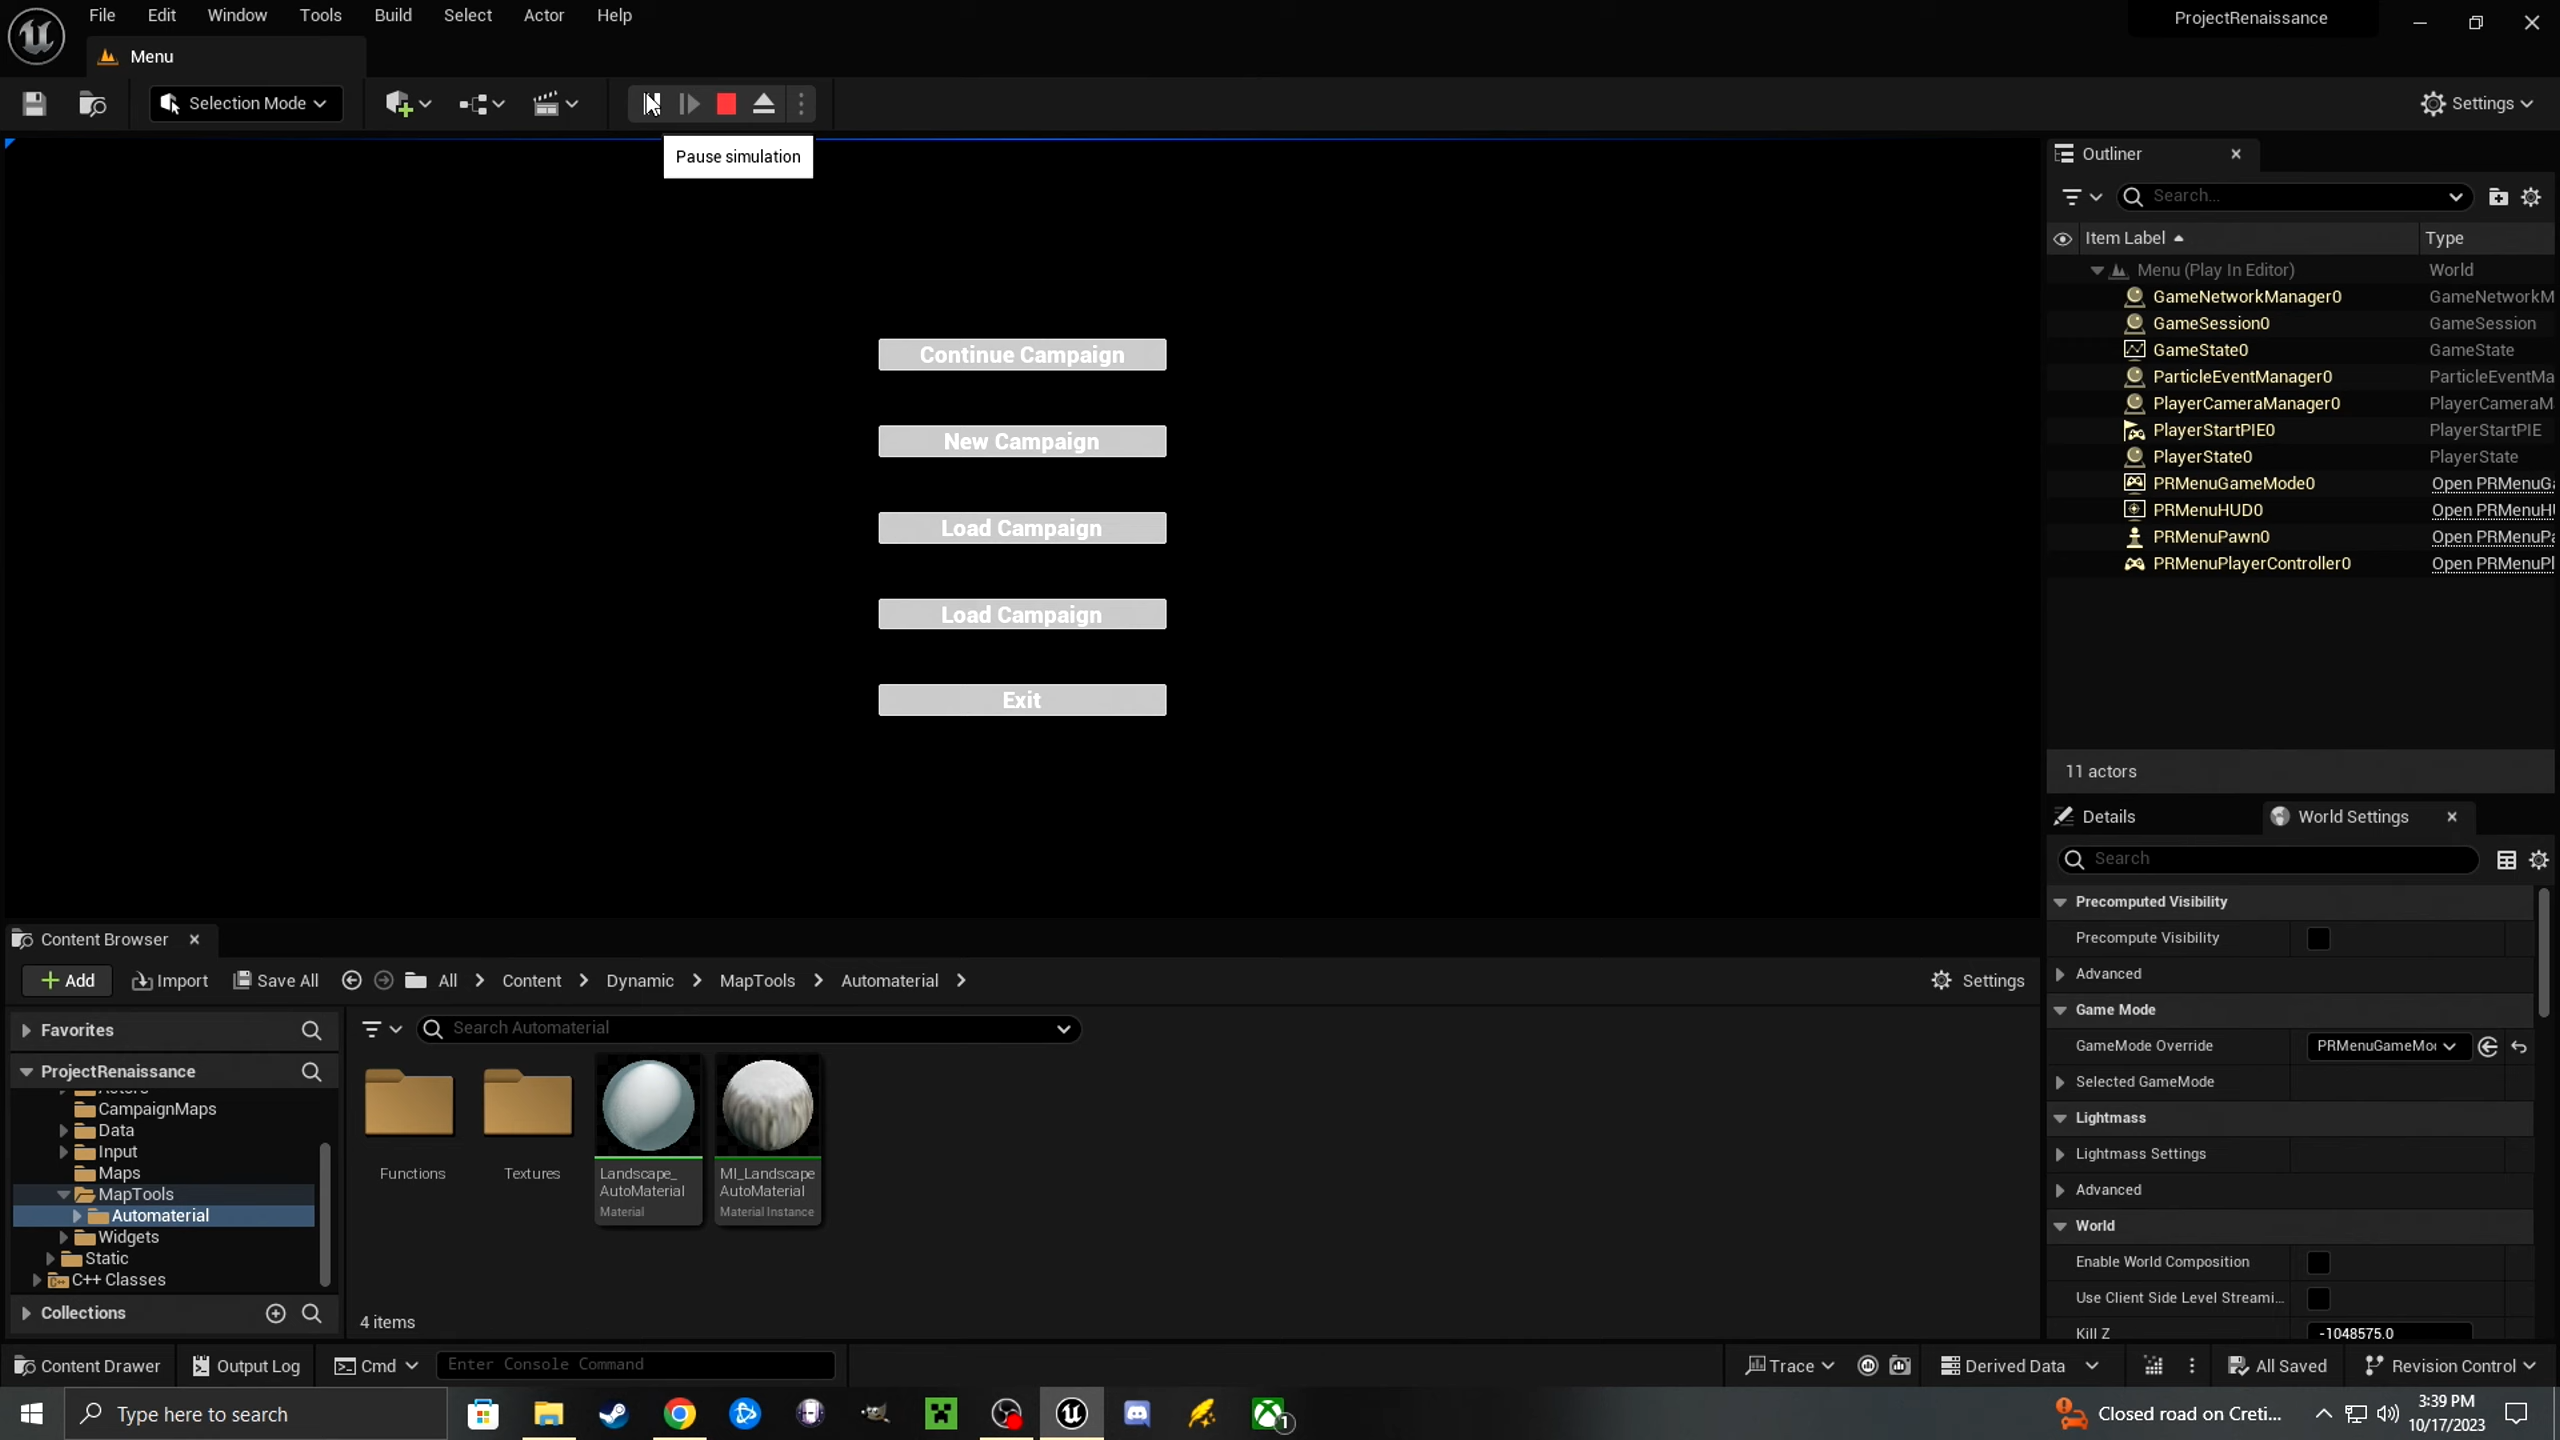 File Edit Window Tools Build Select Actor Help
ProjectRenaissance
Menu
Selection Mode
Settings
Pause simulation
Continue Campaign
New Campaign
Load Campaign
Load Campaign
Exit
Outliner
Search...
Item Label Type
Menu (Play In Editor) World
GameNetworkManager0 GameNetworkM
GameSession0 GameSession
GameState0 GameState
ParticleEventManager0 ParticleEventMa
PlayerCameraManager0 PlayerCameraM
PlayerStartPIE0 PlayerStartPIE
PlayerState0 PlayerState
PRMenuGameMode0 Open PRMenuGa
PRMenuHUD0 Open PRMenuHU
PRMenuPawn0 Open PRMenuPa
PRMenuPlayerController0 Open PRMenuPl
11 actors
Details World Settings
Search
Precomputed Visibility
Precompute Visibility
Advanced
Game Mode
GameMode Override PRMenuGameMo
Selected GameMode
Lightmass
Lightmass Settings
Advanced
World
Enable World Composition
Use Client Side Level Streami...
Kill Z -1048575.0
Content Browser
Add Import Save All All Content Dynamic MapTools Automaterial Settings
Favorites
Search Automaterial
ProjectRenaissance
Actors
CampaignMaps
Data
Input
Maps
MapTools
Automaterial
Widgets
Static
C++ Classes
Collections
Functions
Textures
Landscape_
AutoMaterial
Material
MI_Landscape
AutoMaterial
Material Instance
4 items
Content Drawer Output Log Cmd Enter Console Command Trace Derived Data All Saved Revision Control
Type here to search
1
Closed road on Creti...
3:39 PM
10/17/2023